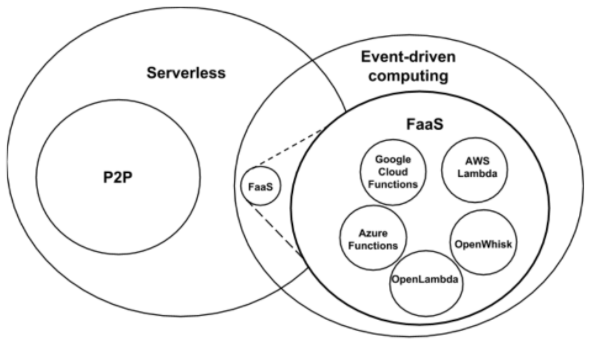 Serverless
P2P
Event-driven
computing
FaaS
FaaS
Google
Cloud
Functions
AWS
Lambda
Azure
Functions
OpenWhisk
OpenLambda